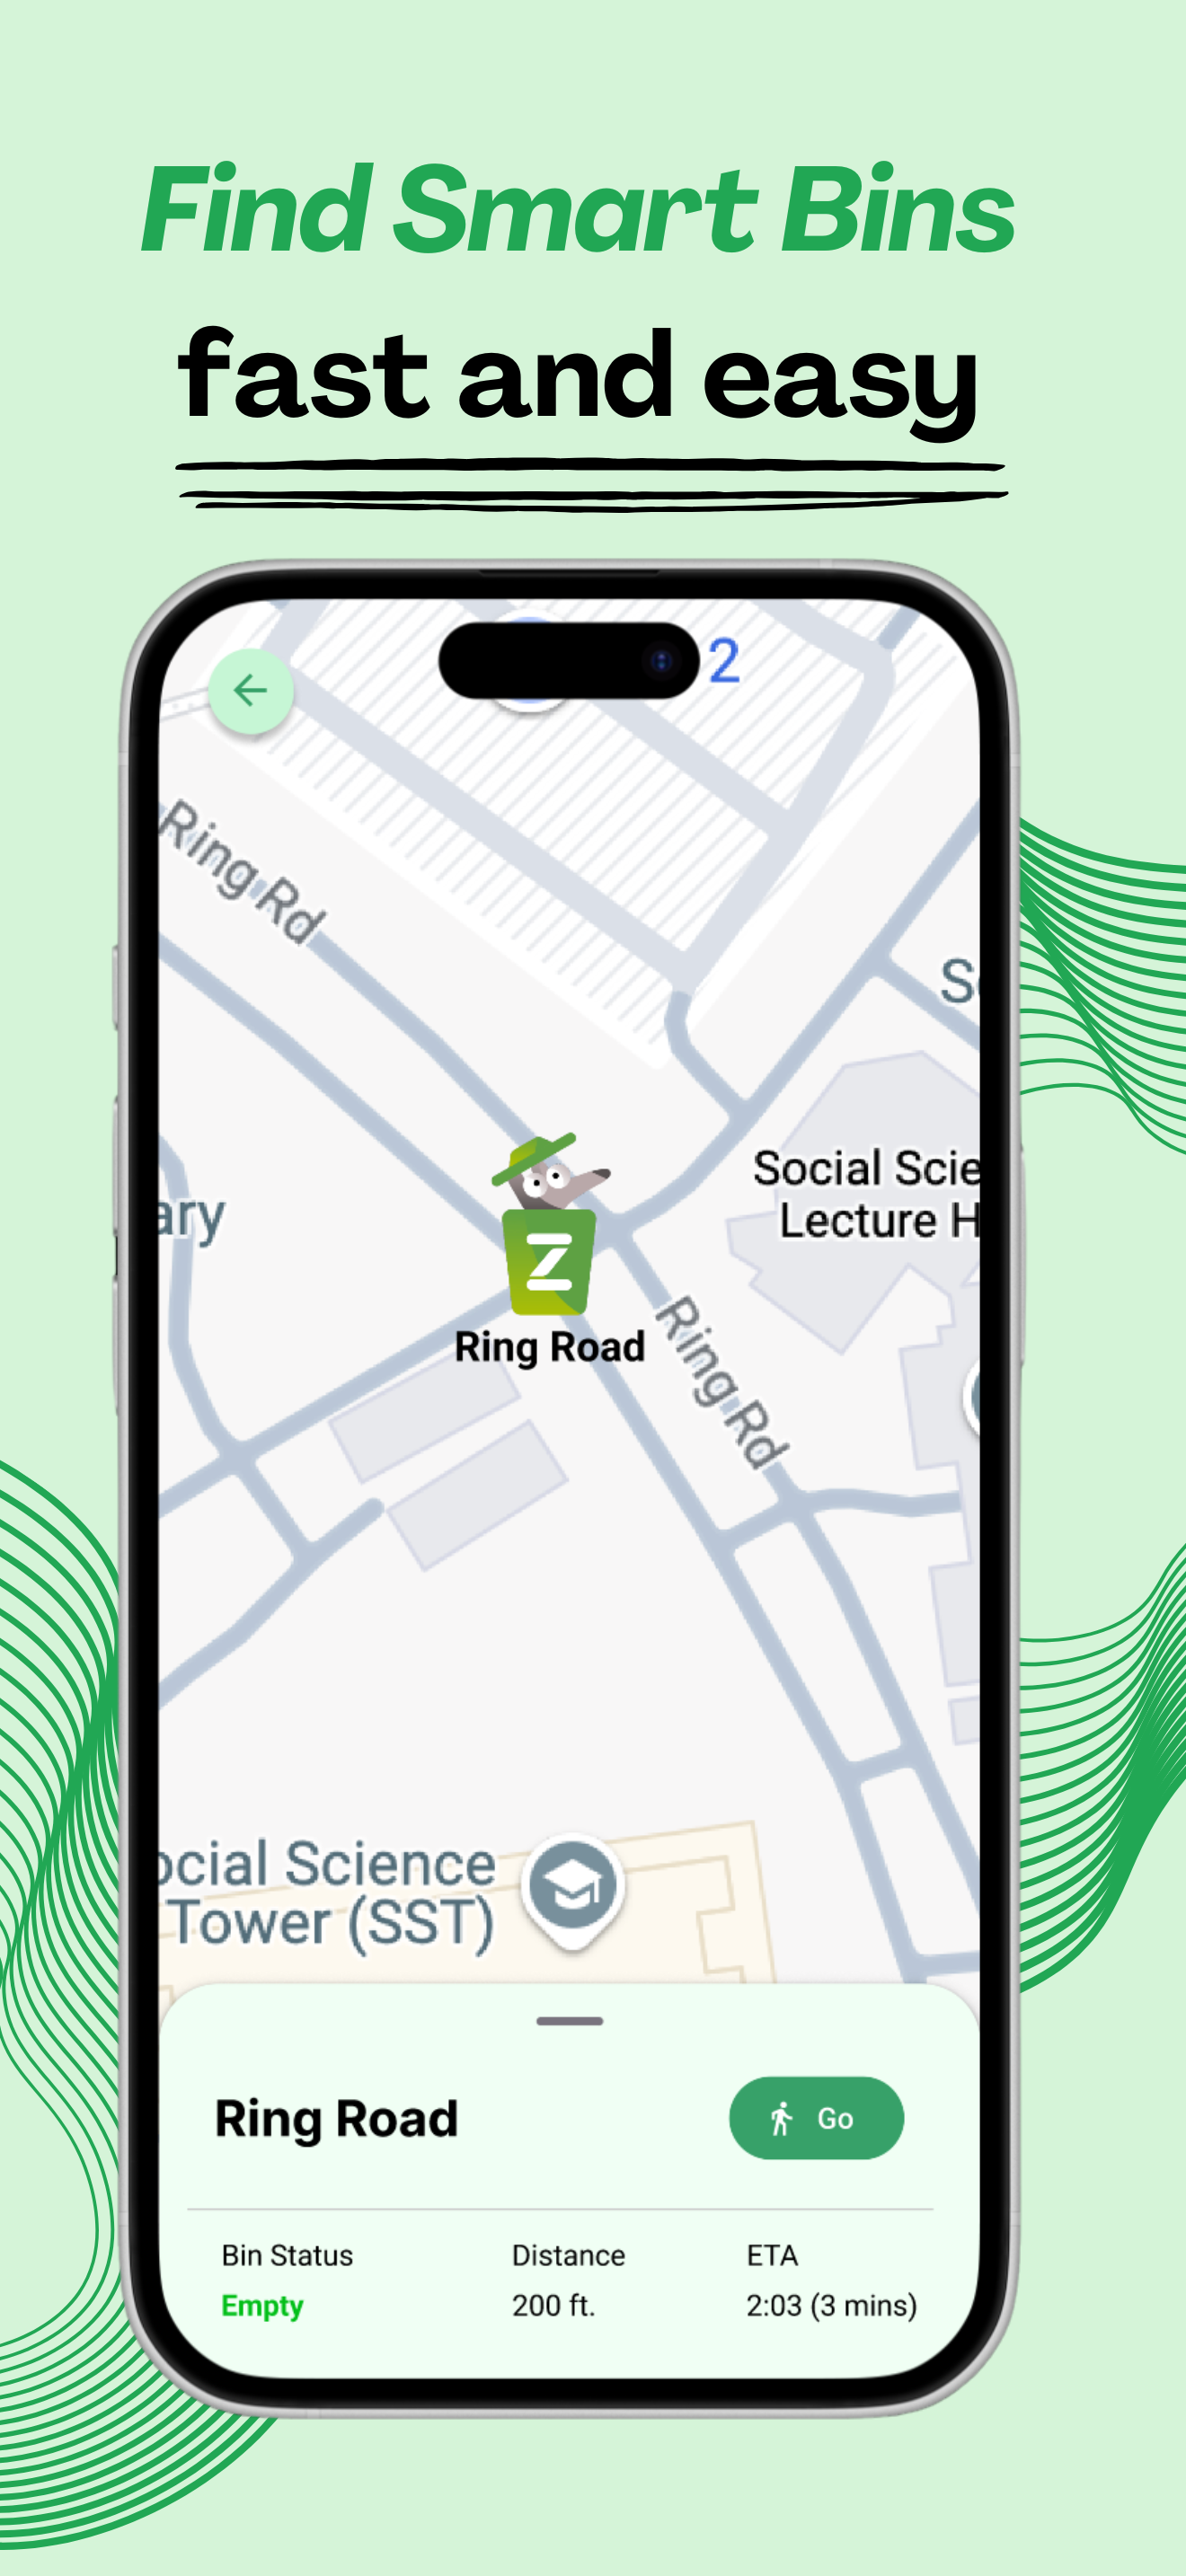 Find Smart Bins
fast and easy
2
Ring Rd
S
ary
Social Scie
Lecture H
Z
Ring Road
Ring Rd
ocial Science
Tower (SST)
Ring Road
Go
Bin Status
Distance
ETA
Empty
200 ft.
2:03 (3 mins)